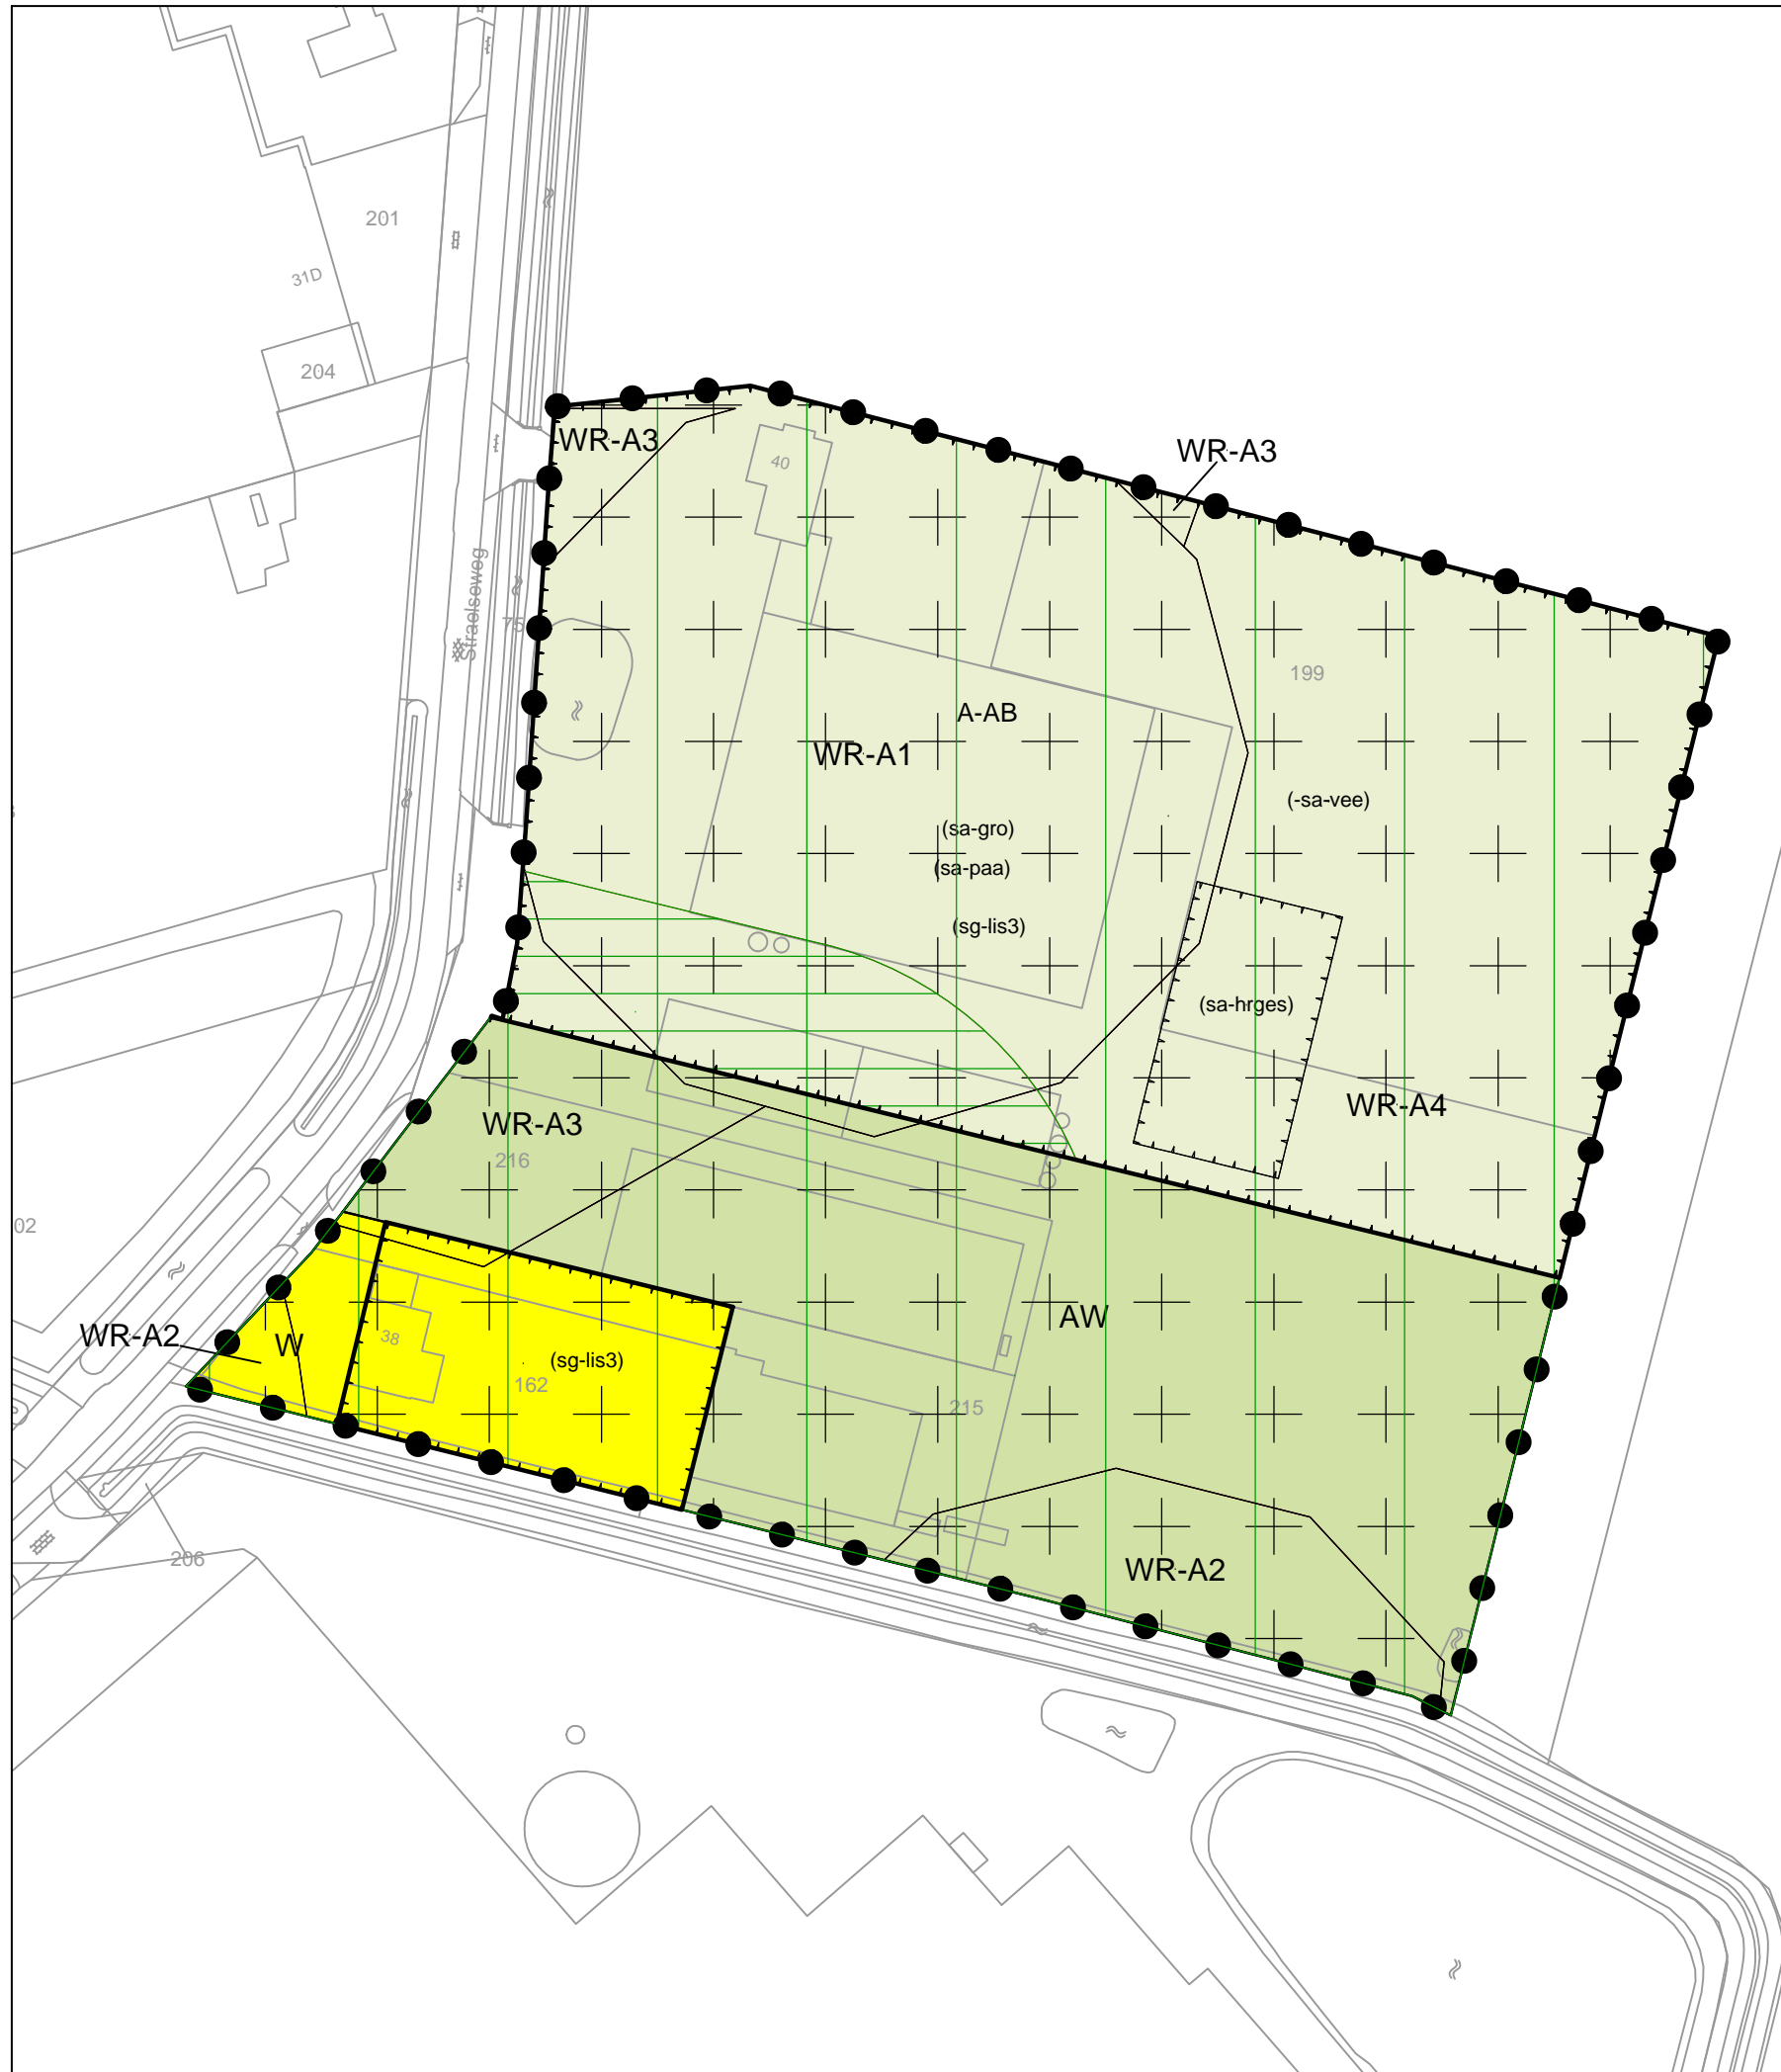 201
31D
204
WR-A3
40
WR-A3
Straelseweg
75
199
A-AB
WR-A1
(-sa-vee)
(sa-gro)
(sa-paa)
(sg-lis3)
(sa-hrges)
WR-A4
WR-A3
216
02
AW
WR-A2
W
38
(sg-lis3)
162
215
206
WR-A2